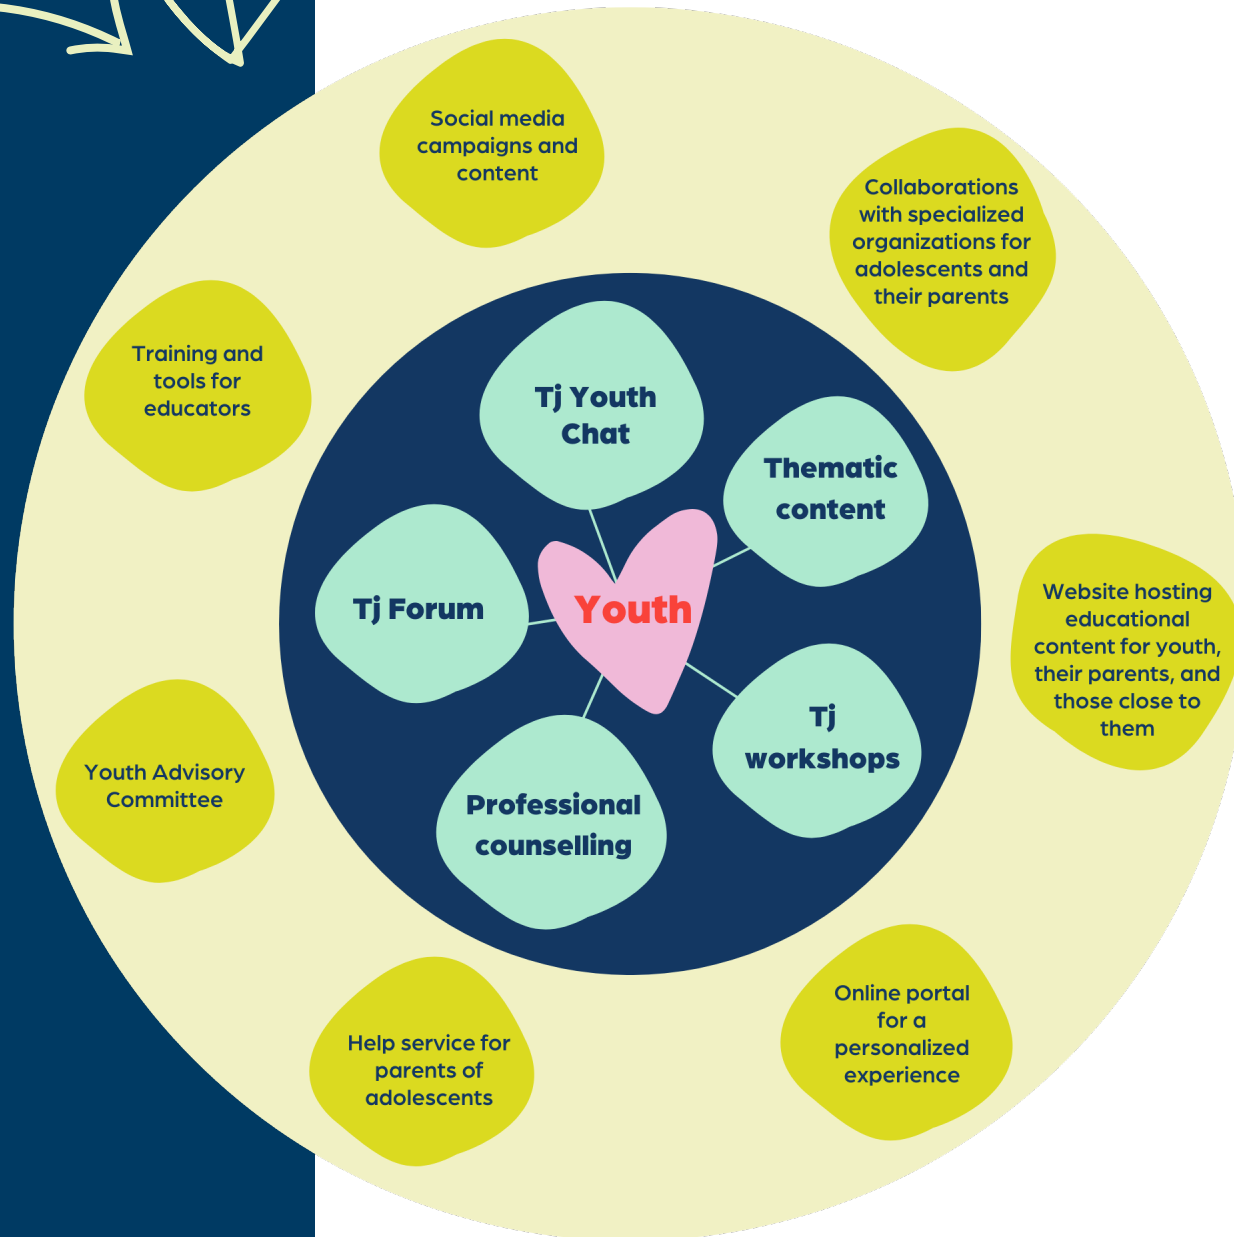 Social media
campaigns and
content
Collaborations
with specialized
organizations for
adolescents and
their parents
Training and
tools for
educators
Tj Youth
Chat
Thematic
content
Tj Forum
Youth
Website hosting
educational
content for youth,
their parents, and
those close to
them
Tj
workshops
Professional
counselling
Youth Advisory
Committee
Help service for
parents of
adolescents
Online portal
for a
personalized
experience